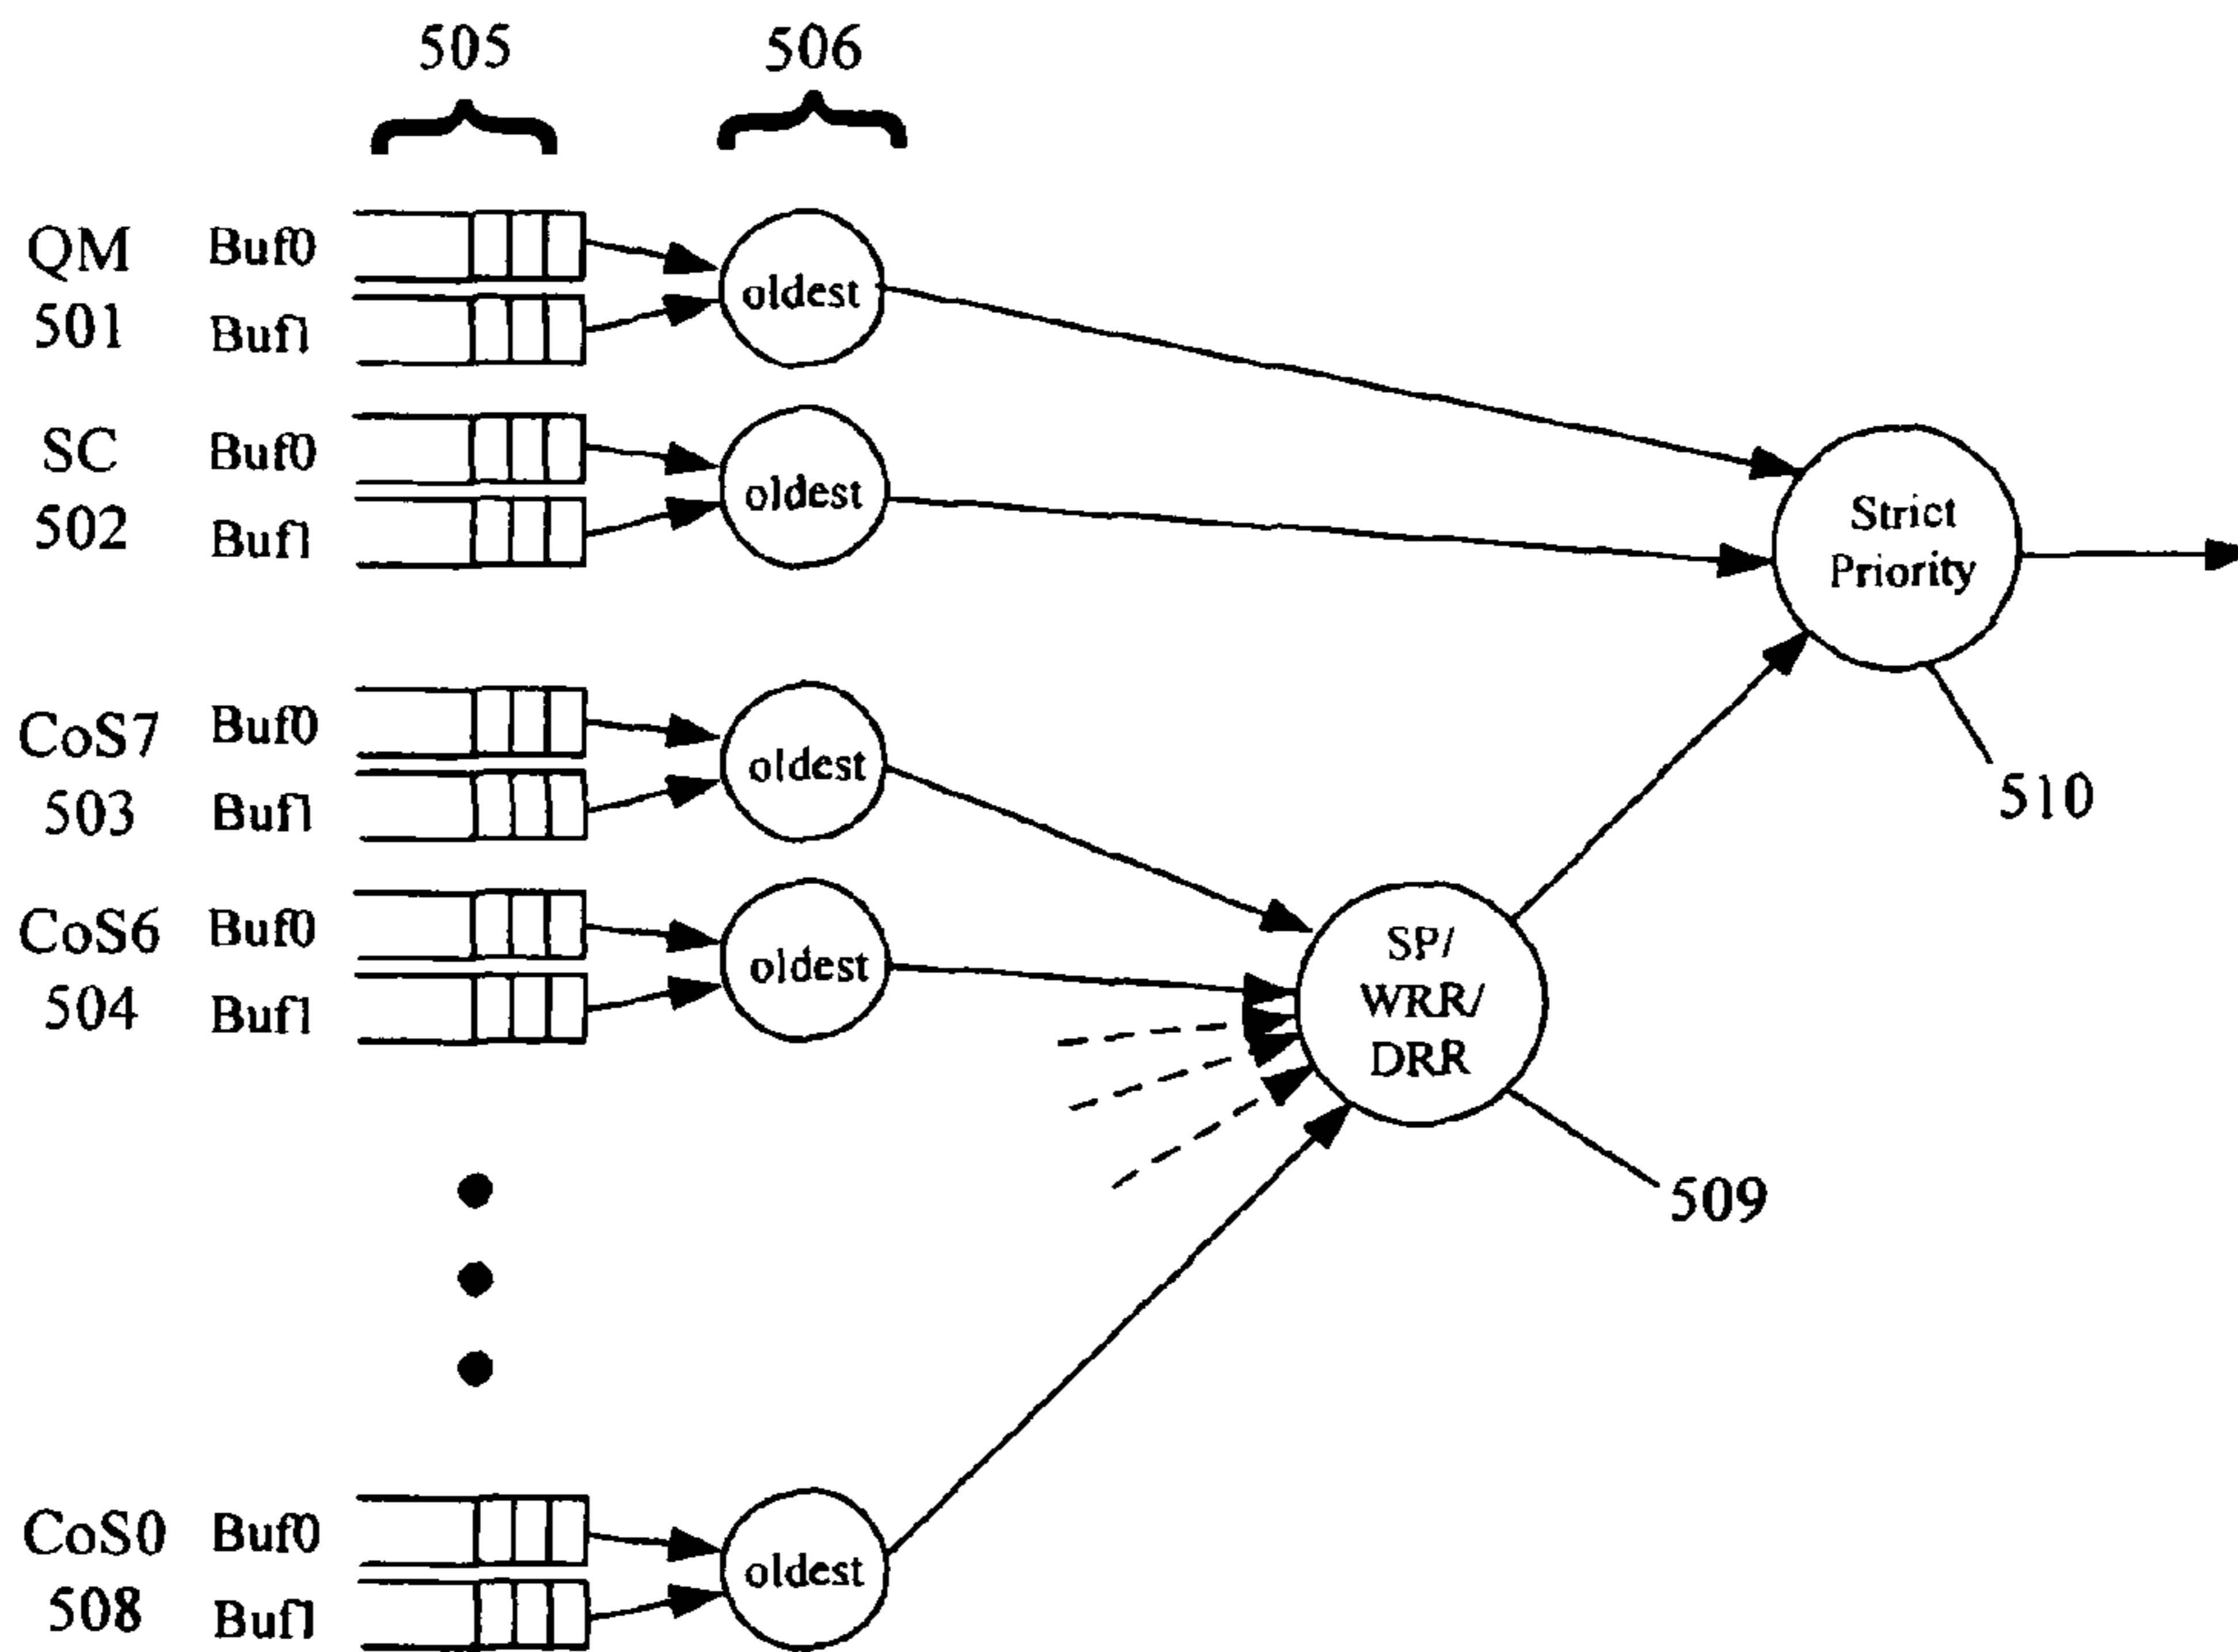 505 506
QM Buf0
501 Buf1
oldest
SC Buf0
502 Buf1
oldest
Strict
Priority
510
CoS7 Buf0
503 Buf1
oldest
CoS6 Buf0
504 Buf1
oldest
SP/
WRR/
DRR
509
CoS0 Buf0
508 Buf1
oldest